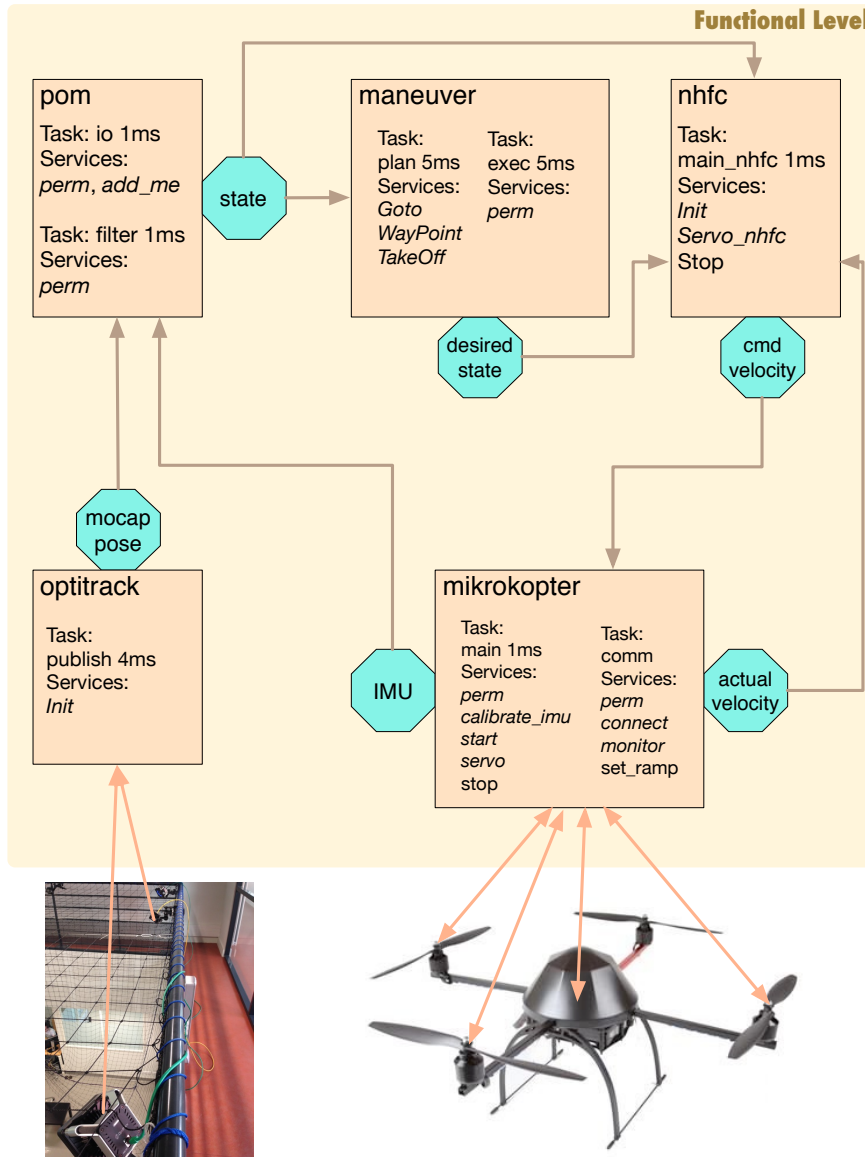 Functional Level
pom
Task: io 1ms
Services:
perm, add_me
Task: filter 1ms
Services:
perm
state
maneuver
Task:
plan 5ms
Services:
Goto
WayPoint
TakeOff
Task:
exec 5ms
Services:
perm
desired
state
nhfc
Task:
main_nhfc 1ms
Services:
Init
Servo_nhfc
Stop
cmd
velocity
mocap
pose
optitrack
Task:
publish 4ms
Services:
Init
IMU
mikrokopter
Task:
main 1ms
Services:
perm
calibrate_imu
start
servo
stop
Task:
comm
Services:
perm
connect
monitor
set_ramp
actual
velocity